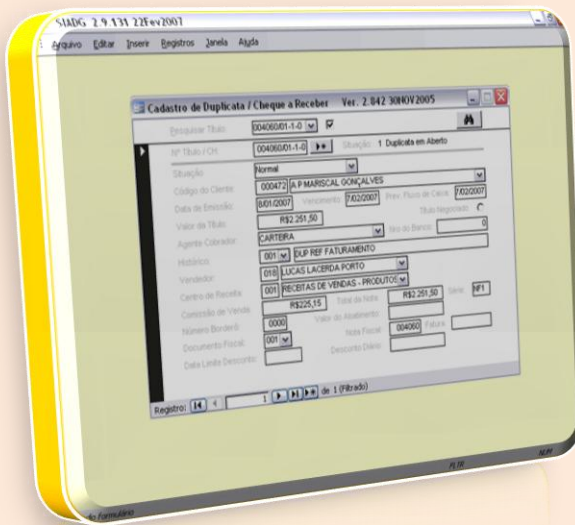 SIADG 2.9.131 22Fev2007
Arquivo Editar Inserir Registros Janela Ajuda
Cadastro de Duplicata / Cheque a Receber Ver. 2.842 30NOV2005
Pesquisar Título: 004060/01-1-0
Nº Título / CH: 004060/01-1-0 Situação: 1 Duplicata em Aberto
Situação Normal
Código do Cliente 000472 A P MARISCAL GONÇALVES
Data de Emissão: 8/01/2007 Vencimento: 7/02/2007 Prev. Fluxo de Caixa: 7/02/2007
Valor do Título: R$2.251,50 Título Negociado
Agente Cobrador: CARTEIRA Nro do Banco: 0
Histórico: 001 DUP REF FATURAMENTO
Vendedor: 018 LUCAS LACERDA PORTO
Centro de Receita: 001 RECEITAS DE VENDAS - PRODUTOS
Comissão de Venda R$225,15 Total da Nota R$2.251,50 Série: NF1
Número Borderô: 0000 Valor do Abatimento:
Documento Fiscal: 001 Nota Fiscal: 004060 Fatura:
Data Limite Desconto: Desconto Diário:
Registro: 1 de 1 (Filtrado)
do Formulário FLTR NUM